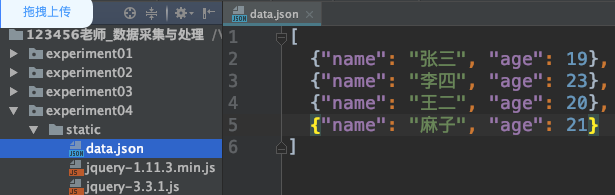 拖拽上传
123456老师_数据采集与处理
experiment01
experiment02
experiment03
experiment04
static
data.json
jquery-1.11.3.min.js
jquery-3.3.1.js
data.json ×
1 [
2 {"name": "张三", "age": 19},
3 {"name": "李四", "age": 23},
4 {"name": "王二", "age": 20},
5 {"name": "麻子", "age": 21}
6 ]